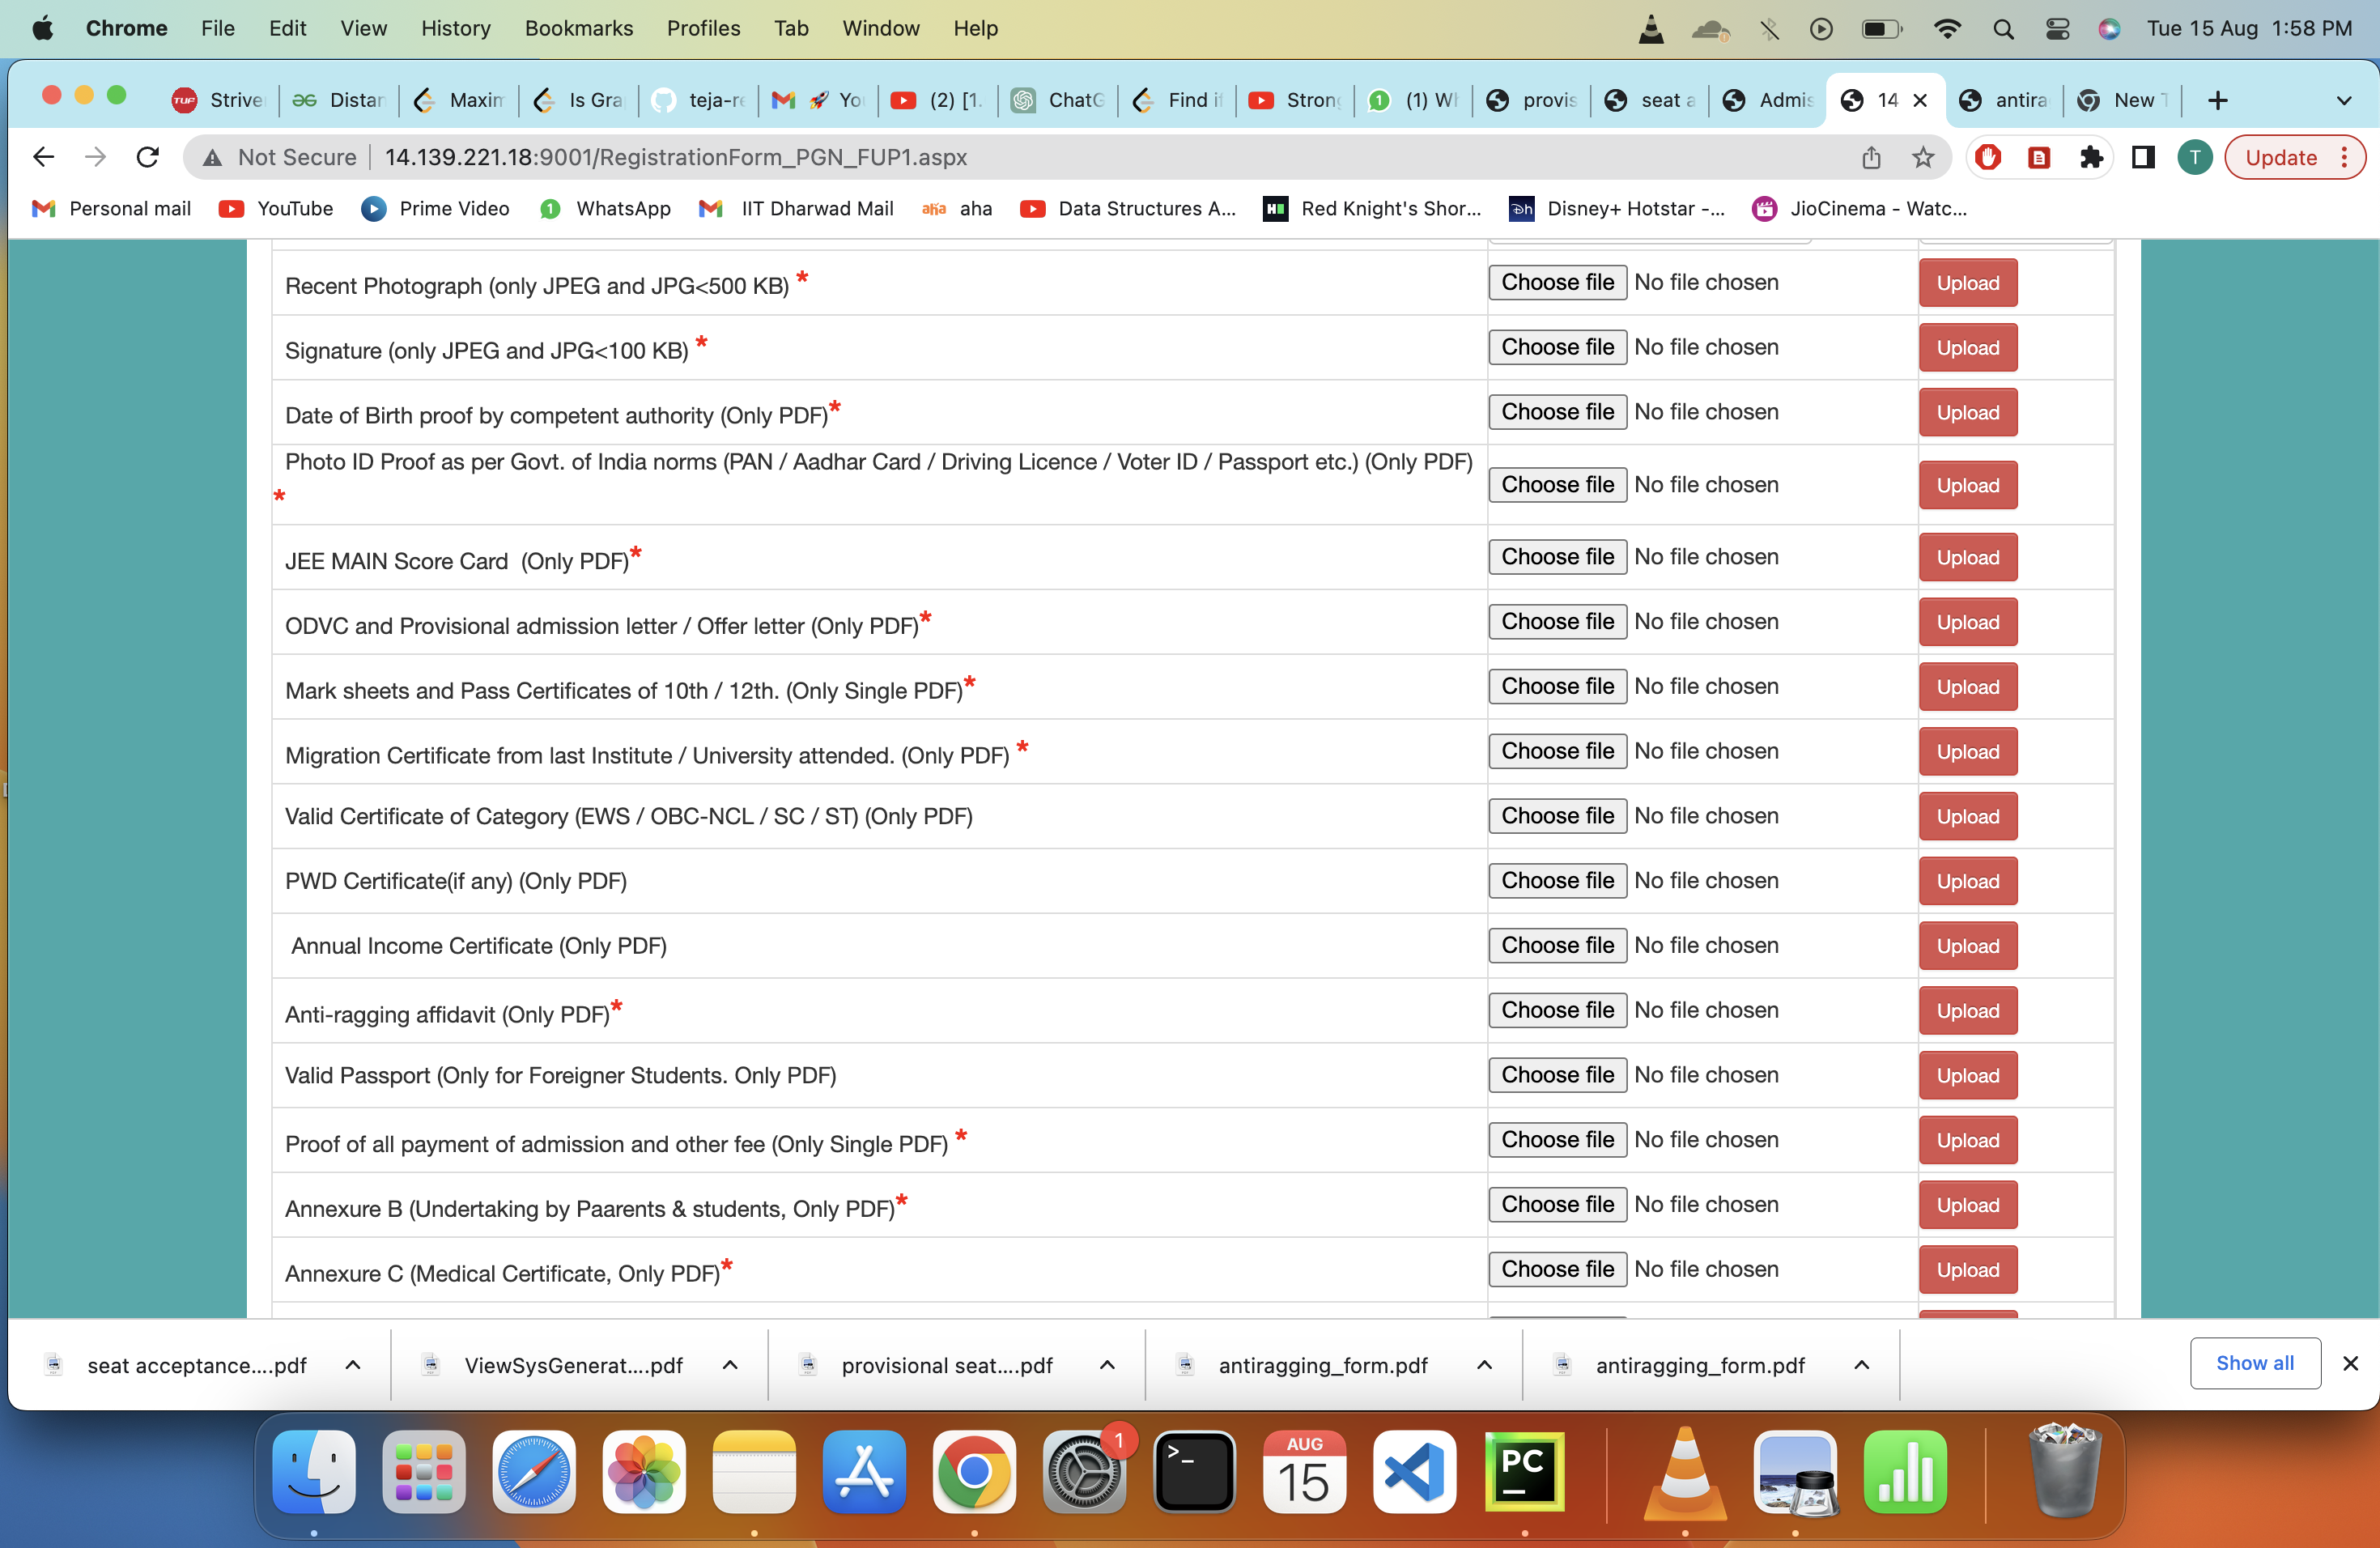 Chrome File Edit View History Bookmarks Profiles Tab Window Help Tue 15 Aug 1:58 PM
TUF Strive Distan Maxim Is Gra teja-re Yo (2) [1. ChatG Find if Strong 1 (1) W provis seat a Admis 14 antira New T
Not Secure 14.139.221.18:9001/RegistrationForm_PGN_FUP1.aspx T Update
Personal mail YouTube Prime Video 1 WhatsApp IIT Dharwad Mail aha aha Data Structures A... Red Knight's Shor... Disney+ Hotstar -... JioCinema - Watc...
Recent Photograph (only JPEG and JPG<500 KB) * Choose file No file chosen Upload
Signature (only JPEG and JPG<100 KB) * Choose file No file chosen Upload
Date of Birth proof by competent authority (Only PDF)* Choose file No file chosen Upload
Photo ID Proof as per Govt. of India norms (PAN / Aadhar Card / Driving Licence / Voter ID / Passport etc.) (Only PDF)
* Choose file No file chosen Upload
JEE MAIN Score Card (Only PDF)* Choose file No file chosen Upload
ODVC and Provisional admission letter / Offer letter (Only PDF)* Choose file No file chosen Upload
Mark sheets and Pass Certificates of 10th / 12th. (Only Single PDF)* Choose file No file chosen Upload
Migration Certificate from last Institute / University attended. (Only PDF) * Choose file No file chosen Upload
Valid Certificate of Category (EWS / OBC-NCL / SC / ST) (Only PDF) Choose file No file chosen Upload
PWD Certificate(if any) (Only PDF) Choose file No file chosen Upload
Annual Income Certificate (Only PDF) Choose file No file chosen Upload
Anti-ragging affidavit (Only PDF)* Choose file No file chosen Upload
Valid Passport (Only for Foreigner Students. Only PDF) Choose file No file chosen Upload
Proof of all payment of admission and other fee (Only Single PDF) * Choose file No file chosen Upload
Annexure B (Undertaking by Paarents & students, Only PDF)* Choose file No file chosen Upload
Annexure C (Medical Certificate, Only PDF)* Choose file No file chosen Upload
seat acceptance....pdf ViewSysGenerat....pdf provisional seat....pdf antiragging_form.pdf antiragging_form.pdf Show all
1 >_ AUG 15 PC